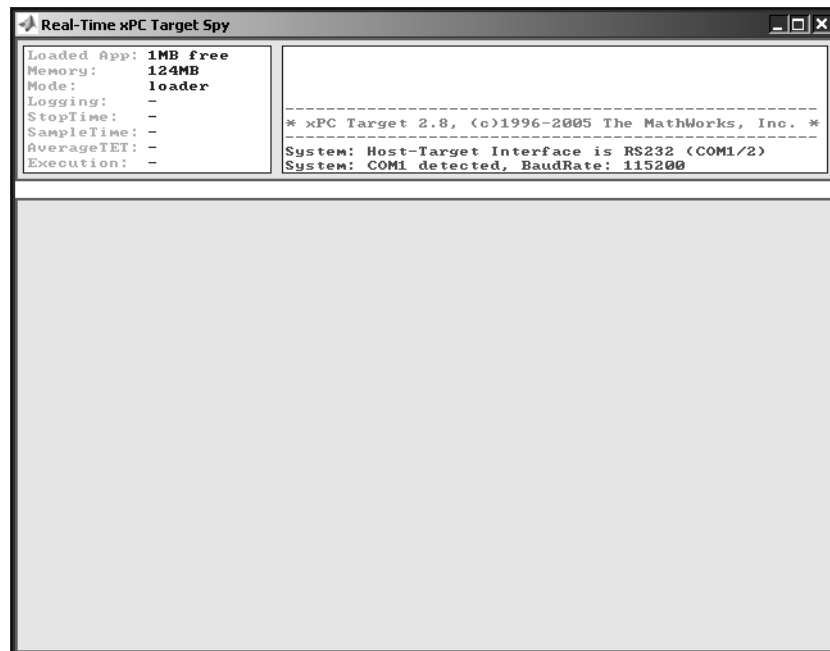 Real-Time xPC Target Spy
Loaded App: 1MB free
Memory: 124MB
Mode: loader
Logging: -
StopTime: -
SampleTime: -
AverageTET: -
Execution: -
* xPC Target 2.8, (c)1996-2005 The MathWorks, Inc. *
System: Host-Target Interface is RS232 (COM1/2)
System: COM1 detected, BaudRate: 115200